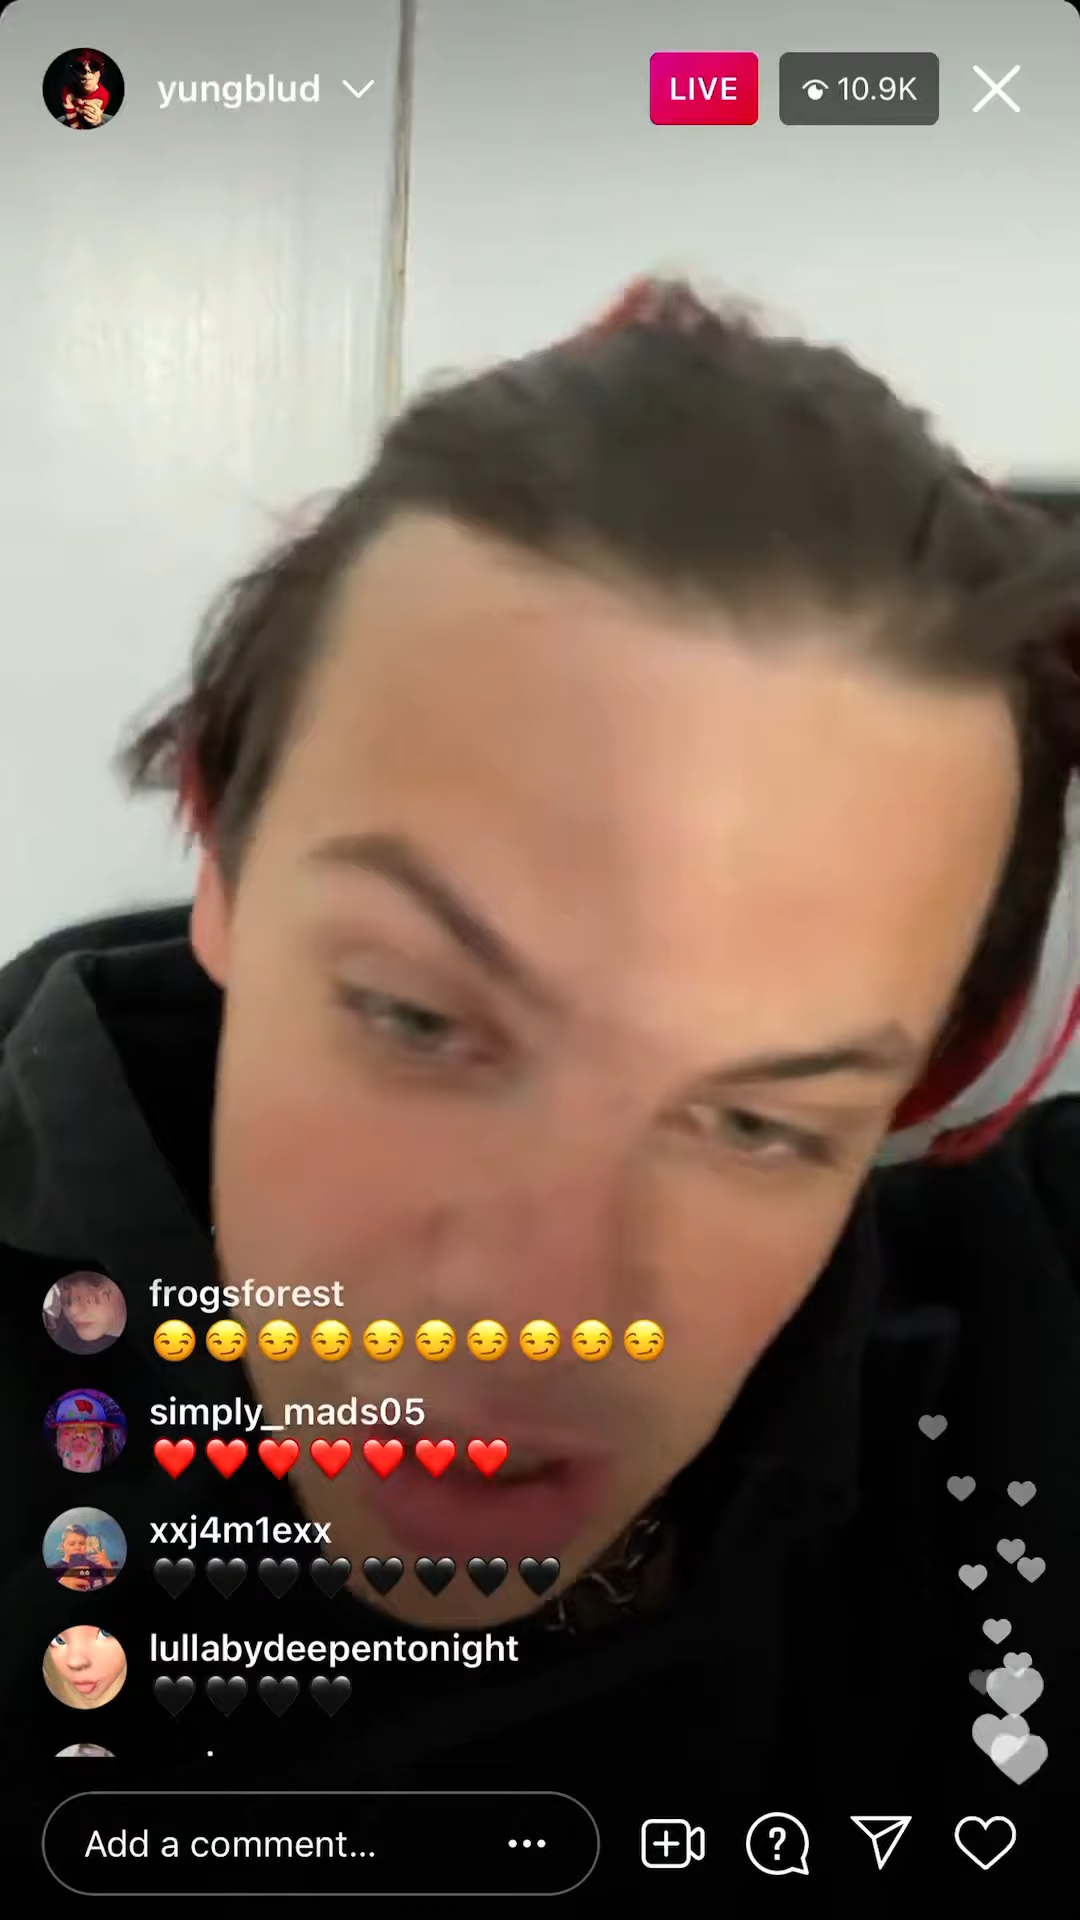 yungblud
LIVE
10.9K
frogsforest
😏😏😏😏😏😏😏😏😏😏
simply_mads05
❤️❤️❤️❤️❤️❤️❤️
xxj4m1exx
🖤🖤🖤🖤🖤🖤🖤🖤
lullabydeepentonight
🖤🖤🖤🖤
Add a comment...